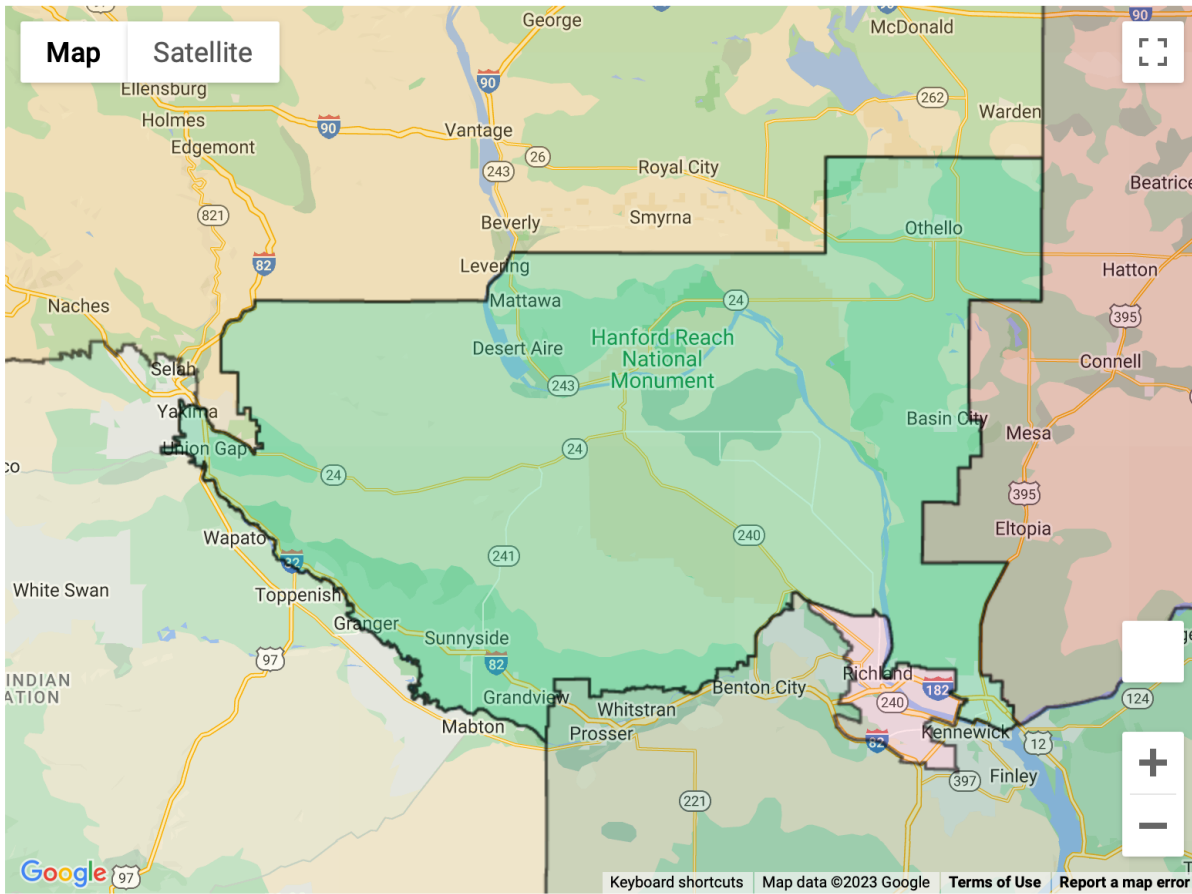 George
McDonald
90
Map
Satellite
90
Ellensburg
262
Warden
Holmes
90
Vantage
Edgemont
26
243
Royal City
Beatrice
821
Beverly
Smyrna
Othello
82
Levering
Hatton
Naches
Mattawa
24
395
Hanford Reach
National
Monument
Desert Aire
Connell
Selah
243
Yakima
Basin City
Mesa
Union Gap
24
24
co
395
Eltopia
Wapato
240
82
241
White Swan
Toppenish
Granger
Sunnyside
97
82
INDIAN
ATION
Richland
182
Benton City
Grandview
124
240
Whitstran
Mabton
Prosser
Kennewick
82
12
397
Finley
221
Google
97
Keyboard shortcuts
Map data ©2023 Google
Terms of Use
Report a map error